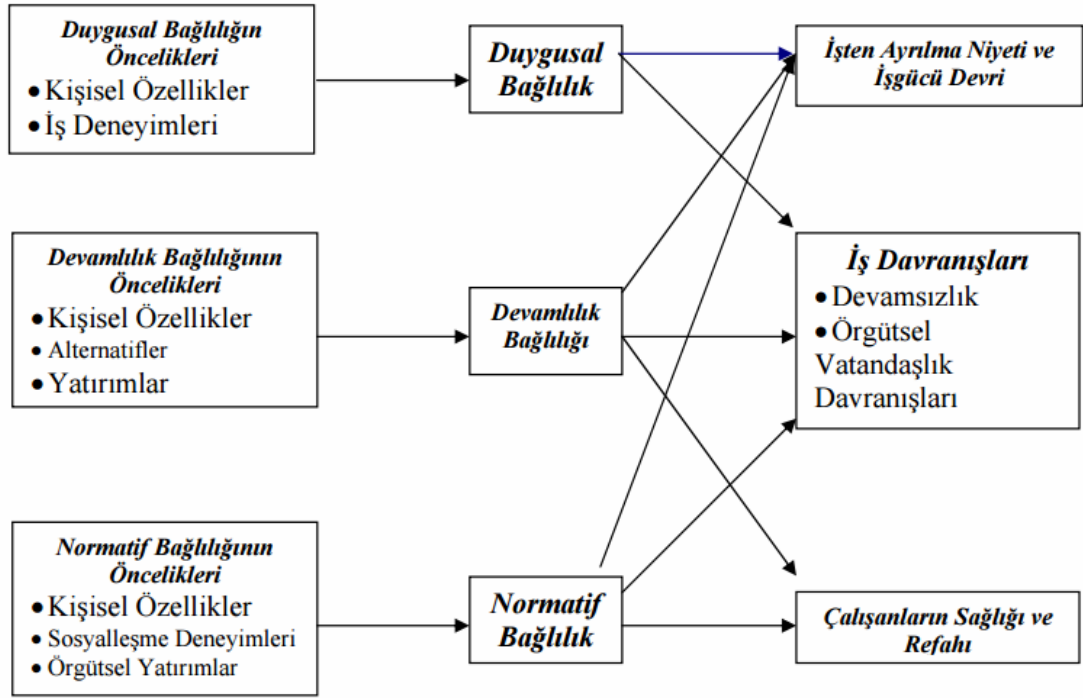 Duygusal Bağlılığın
Öncelikleri
• Kişisel Özellikler
• İş Deneyimleri
Duygusal
Bağlılık
İşten Ayrılma Niyeti ve
İşgücü Devri
Devamlılık Bağlılığının
Öncelikleri
• Kişisel Özellikler
• Alternatifler
• Yatırımlar
Devamlılık
Bağlılığı
İş Davranışları
• Devamsızlık
• Örgütsel
Vatandaşlık
Davranışları
Normatif Bağlılığının
Öncelikleri
• Kişisel Özellikler
• Sosyalleşme Deneyimleri
• Örgütsel Yatırımlar
Normatif
Bağlılık
Çalışanların Sağlığı ve
Refahı